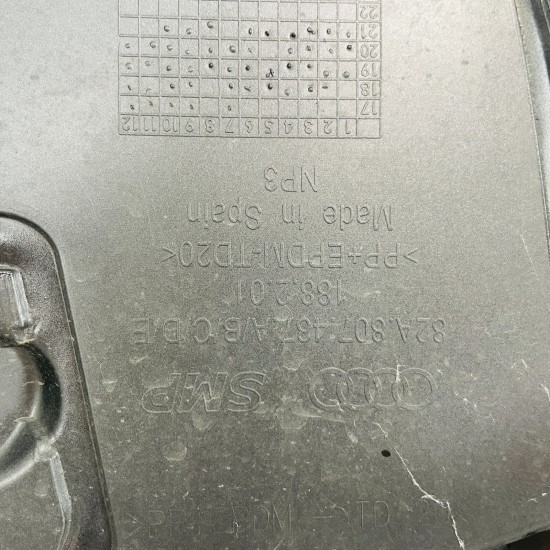 SMP
82A.807.437.A/B/C/D/E
188.2.01
>PP+EPDM-TD20<
Made in Spain
NP3
1 2 3 4 5 6 7 8 9 10 11 12
17
18
19
20
21
22